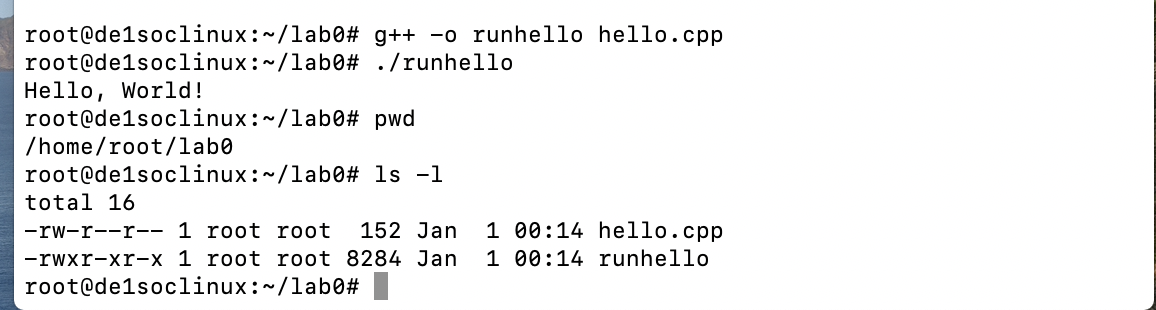 root@de1soclinux:~/lab0# g++ -o runhello hello.cpp
root@de1soclinux:~/lab0# ./runhello
Hello, World!
root@de1soclinux:~/lab0# pwd
/home/root/lab0
root@de1soclinux:~/lab0# ls -l
total 16
-rw-r--r-- 1 root root  152 Jan  1 00:14 hello.cpp
-rwxr-xr-x 1 root root 8284 Jan  1 00:14 runhello
root@de1soclinux:~/lab0#